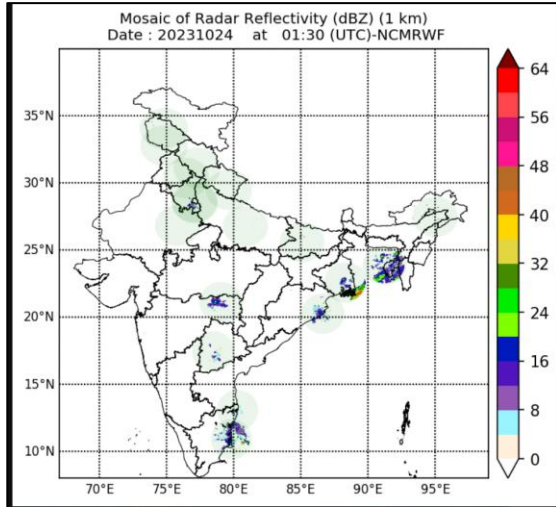 Mosaic of Radar Reflectivity (dBZ) (1 km)
Date : 20231024 at 01:30 (UTC)-NCMRWF
64
35°N
56
30°N
48
40
25°N
32
20°N
24
16
15°N
8
10°N
0
70°E 75°E 80°E 85°E 90°E 95°E